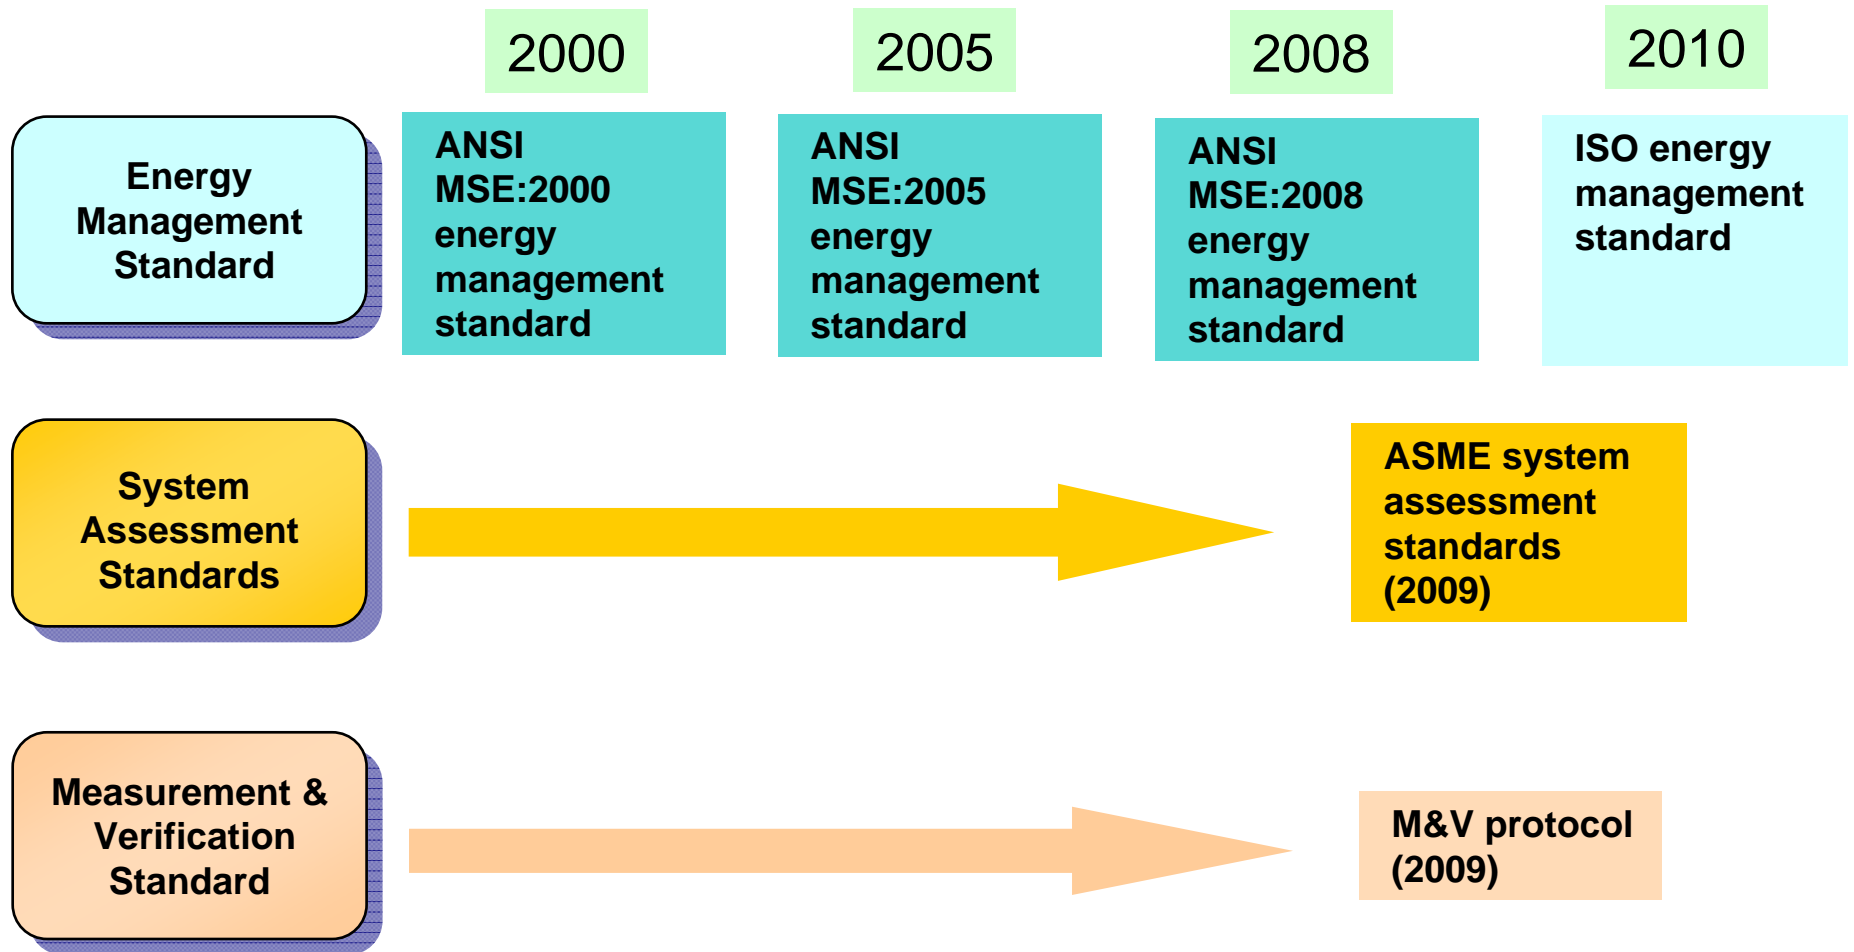 2000
2005
2008
2010
Energy
Management
Standard
ANSI
MSE:2000
energy
management
standard
ANSI
MSE:2005
energy
management
standard
ANSI
MSE:2008
energy
management
standard
ISO energy
management
standard
System
Assessment
Standards
ASME system
assessment
standards
(2009)
Measurement &
Verification
Standard
M&V protocol
(2009)